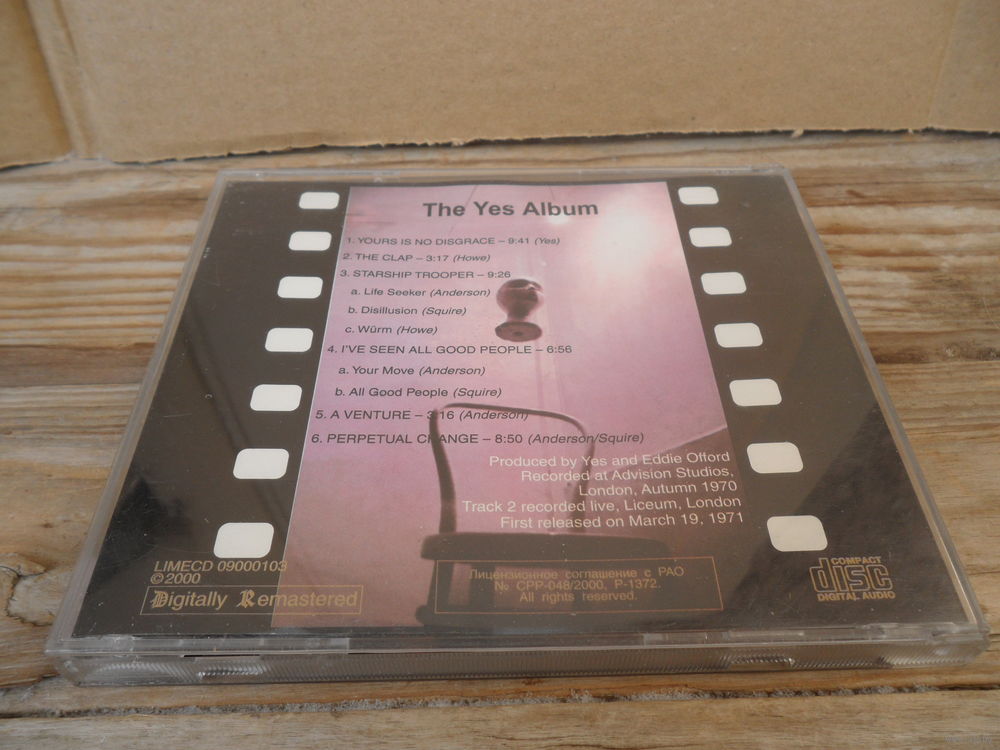 The Yes Album
1. YOURS IS NO DISGRACE – 9:41 (Yes)
2. THE CLAP – 3:17 (Howe)
3. STARSHIP TROOPER – 9:26
a. Life Seeker (Anderson)
b. Disillusion (Squire)
c. Würm (Howe)
4. I'VE SEEN ALL GOOD PEOPLE – 6:56
a. Your Move (Anderson)
b. All Good People (Squire)
5. A VENTURE – 3:16 (Anderson)
6. PERPETUAL CHANGE – 8:50 (Anderson/Squire)
Produced by Yes and Eddie Offord
Recorded at Advision Studios,
London, Autumn 1970
Track 2 recorded live, Liceum, London
First released on March 19, 1971
LIMECD 09000103
©2000
Digitally Remastered
Лицензионное соглашение с РАО
№ CPP-048/2000, P-1372.
All rights reserved.
COMPACT
disc
DIGITAL AUDIO